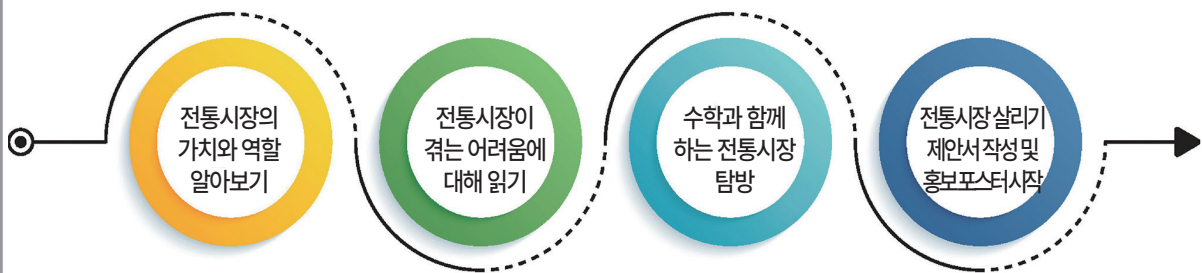 전통시장의
가치와 역할
알아보기
전통시장이
겪는 어려움에
대해 읽기
수학과 함께
하는 전통시장
탐방
전통시장 살리기
제안서 작성 및
홍보 포스터 시작